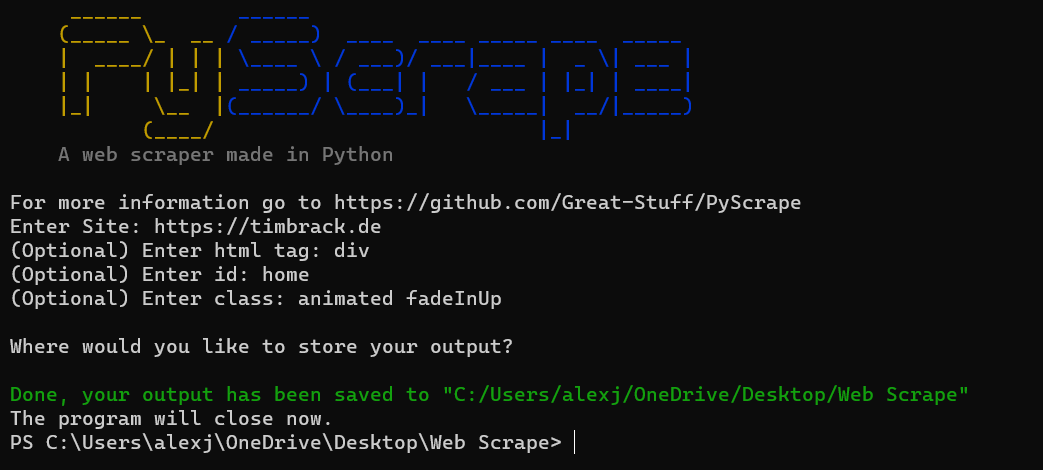 PyScrape
A web scraper made in Python
For more information go to https://github.com/Great-Stuff/PyScrape
Enter Site: https://timbrack.de
(Optional) Enter html tag: div
(Optional) Enter id: home
(Optional) Enter class: animated fadeInUp
Where would you like to store your output?
Done, your output has been saved to "C:/Users/alexj/OneDrive/Desktop/Web Scrape"
The program will close now.
PS C:\Users\alexj\OneDrive\Desktop\Web Scrape>